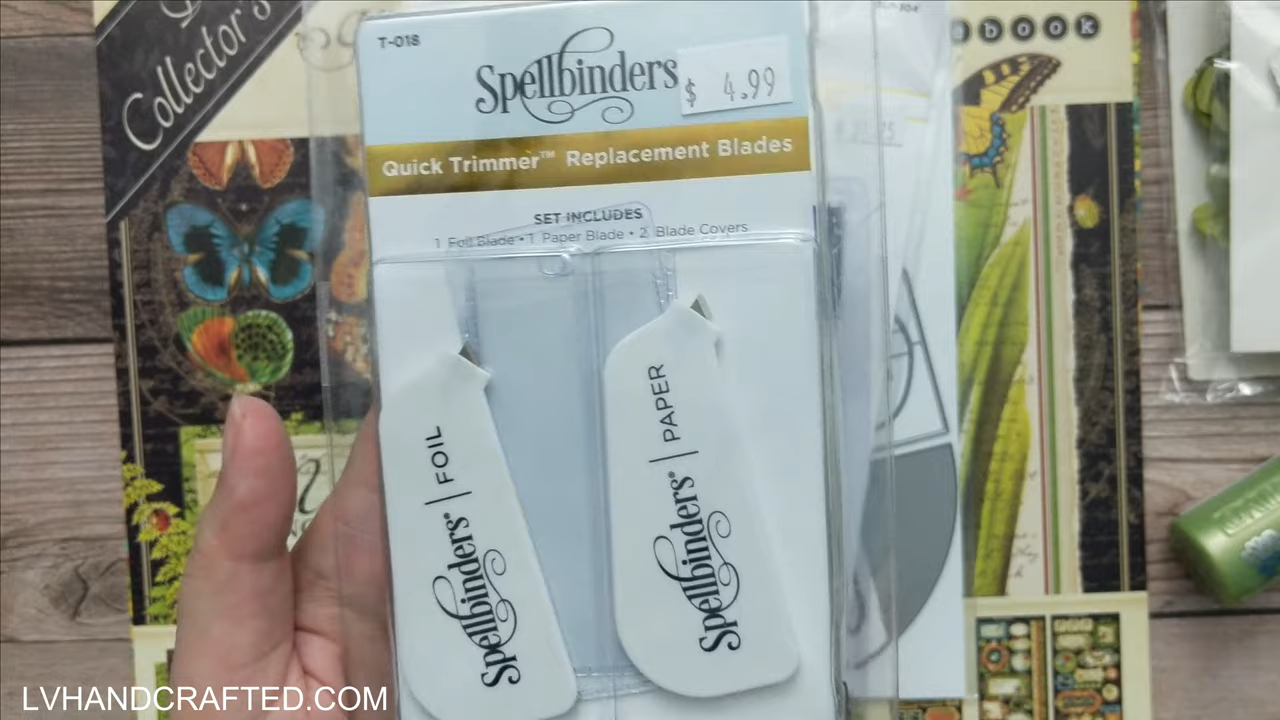 Collector's
ebook
T-018
Spellbinders
$ 4.99
Quick Trimmer™ Replacement Blades
SET INCLUDES
1 Foil Blade • 1 Paper Blade • 2 Blade Covers
Spellbinders® | FOIL
Spellbinders® | PAPER
LVHANDCRAFTED.COM